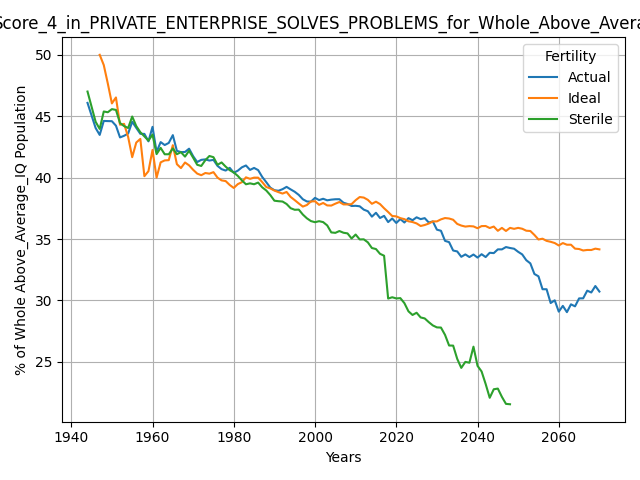 Score_4_in_PRIVATE_ENTERPRISE_SOLVES_PROBLEMS_for_Whole_Above_Avera
% of Whole Above_Average_IQ Population
50
45
40
35
30
25
1940
1960
1980
2000
2020
2040
2060
Years
Fertility
Actual
Ideal
Sterile